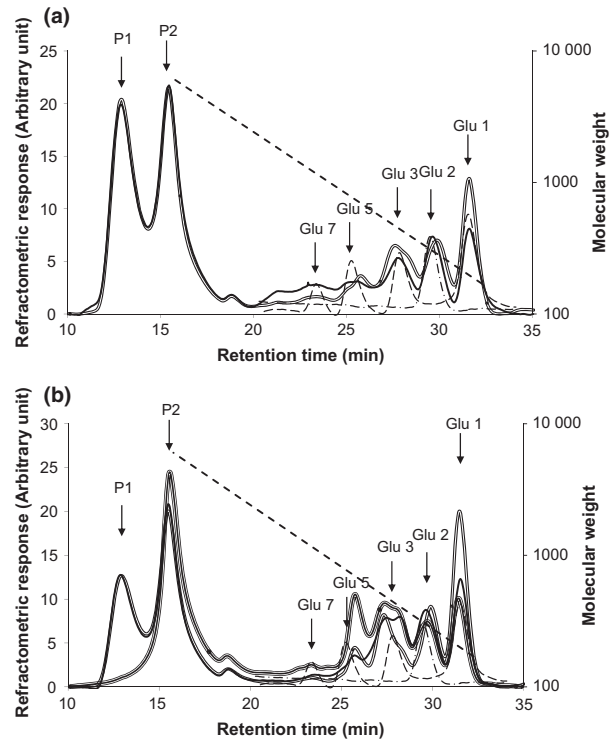 (a)
P1
P2
25
20
15
10
5
0
Refractometric response (Arbitrary unit)
10 000
1000
100
Molecular weight
Glu 7
Glu 5
Glu 3
Glu 2
Glu 1
10 15 20 25 30 35
Retention time (min)
(b)
P1
P2
30
25
20
15
10
5
0
Refractometric response (Arbitrary unit)
10 000
1000
100
Molecular weight
Glu 7
Glu 5
Glu 3
Glu 2
Glu 1
10 15 20 25 30 35
Retention time (min)